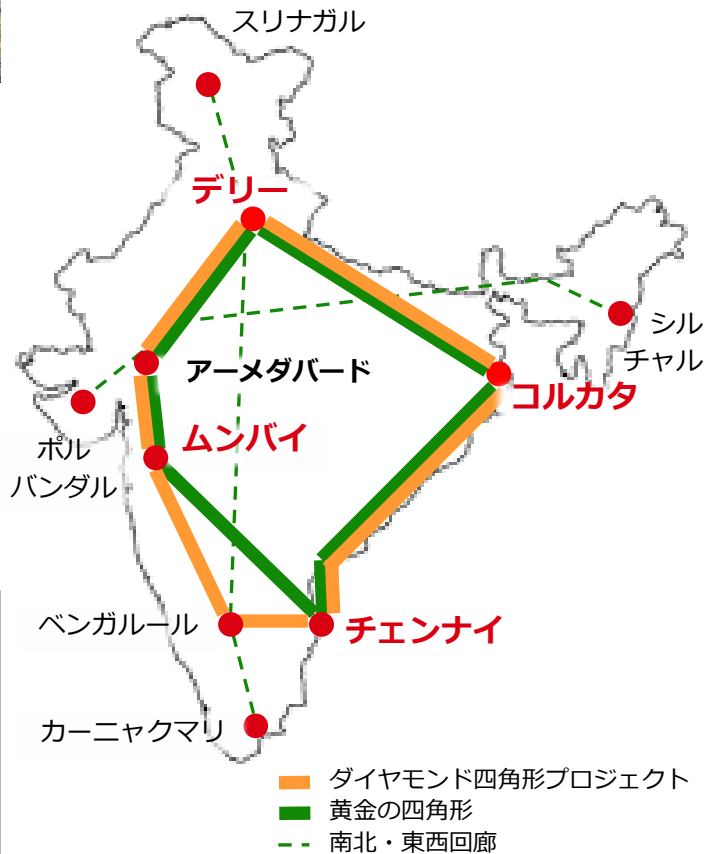 スリナガル
デリー
シル
チャル
アーメダバード
コルカタ
ムンバイ
ポル
バンダル
ベンガルール
チェンナイ
カーニャクマリ
ダイヤモンド四角形プロジェクト
黄金の四角形
南北・東西回廊